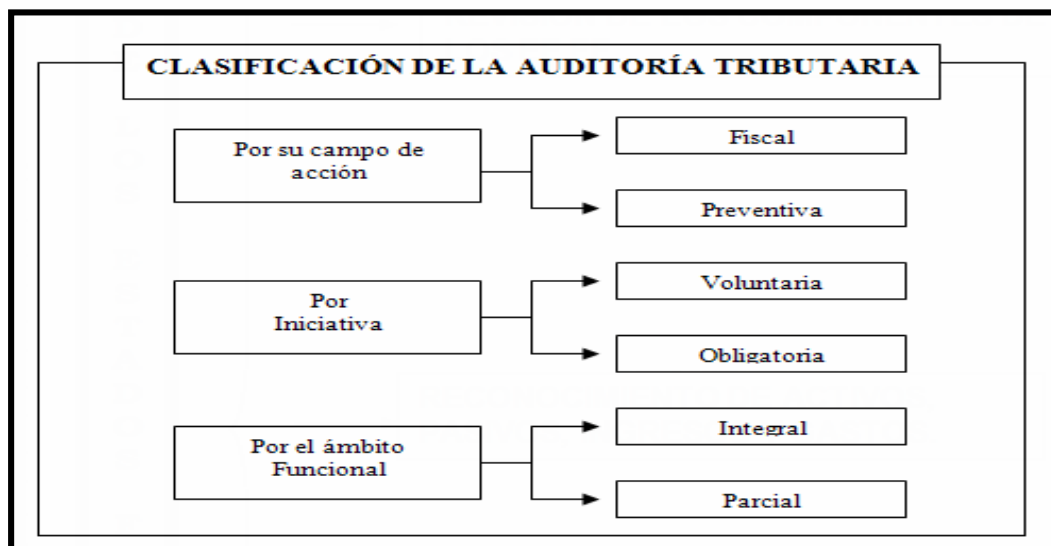 CLASIFICACIÓN DE LA AUDITORÍA TRIBUTARIA
Por su campo de
acción
Fiscal
Preventiva
Por
Iniciativa
Voluntaria
Obligatoria
Por el ámbito
Funcional
Integral
Parcial